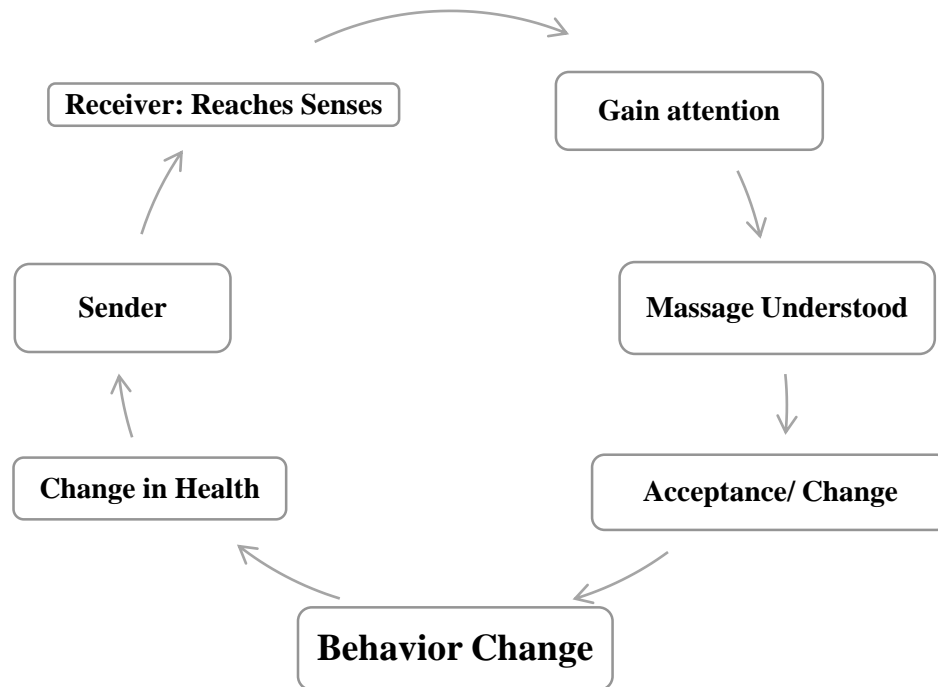 Receiver: Reaches Senses
Gain attention
Sender
Massage Understood
Change in Health
Acceptance/ Change
Behavior Change